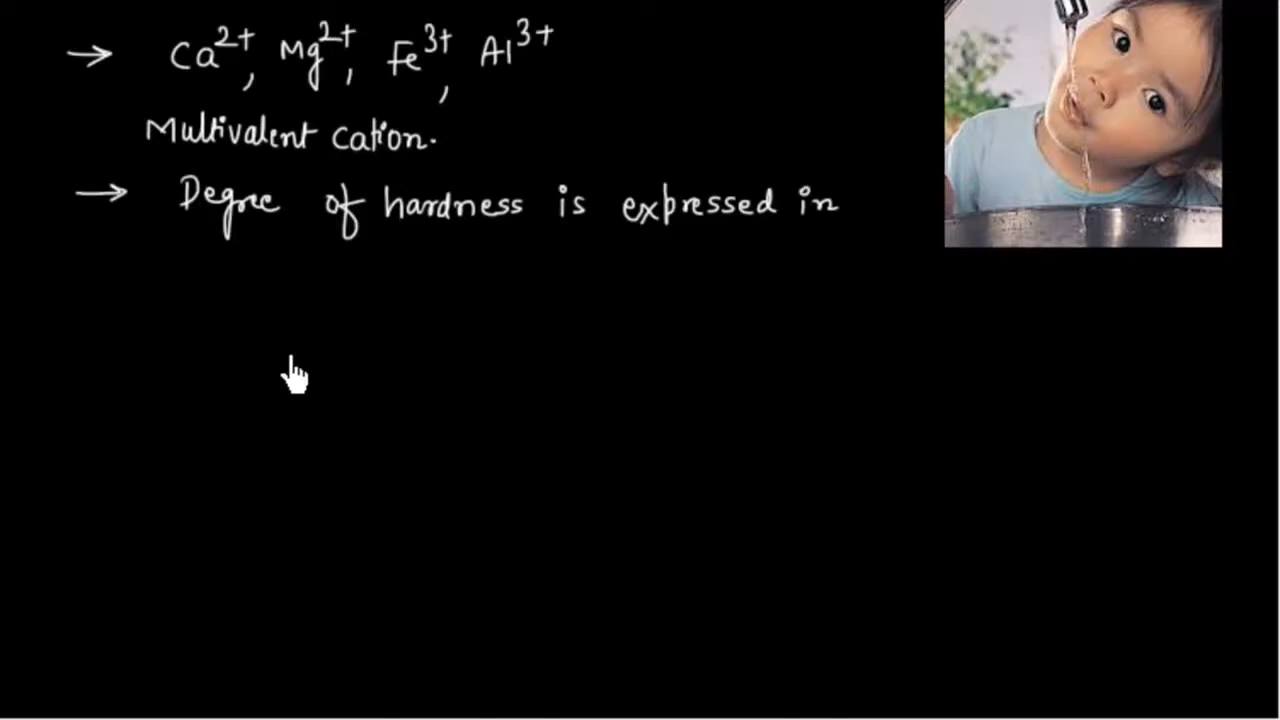 → Ca²⁺, Mg²⁺, Fe³⁺, Al³⁺
Multivalent cation.
→ Degree of hardness is expressed in